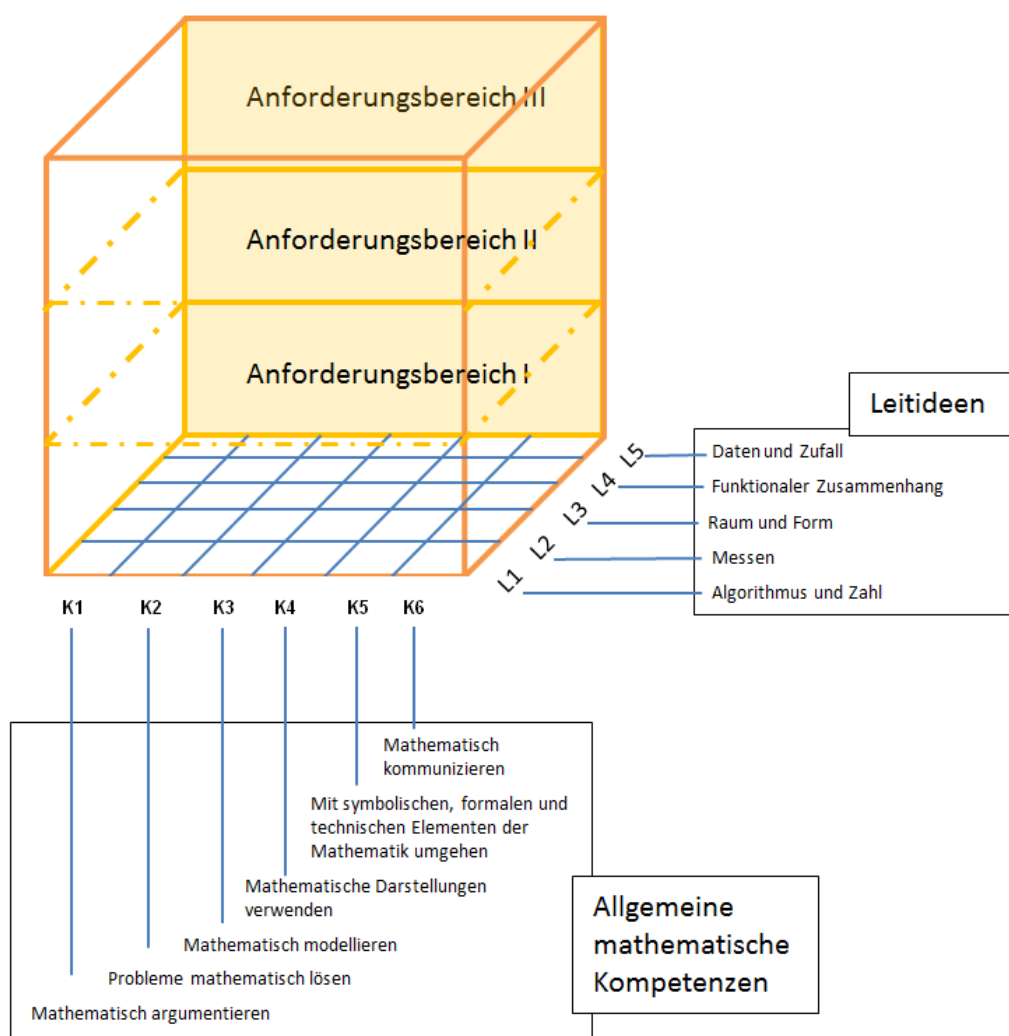 Anforderungsbereich III
Anforderungsbereich II
Anforderungsbereich I
Leitideen
L5
Daten und Zufall
L4
Funktionaler Zusammenhang
L3
Raum und Form
L2
Messen
L1
Algorithmus und Zahl
K1 K2 K3 K4 K5 K6
Mathematisch
kommunizieren
Mit symbolischen, formalen und
technischen Elementen der
Mathematik umgehen
Mathematische Darstellungen
verwenden
Mathematisch modellieren
Probleme mathematisch lösen
Mathematisch argumentieren
Allgemeine
mathematische
Kompetenzen